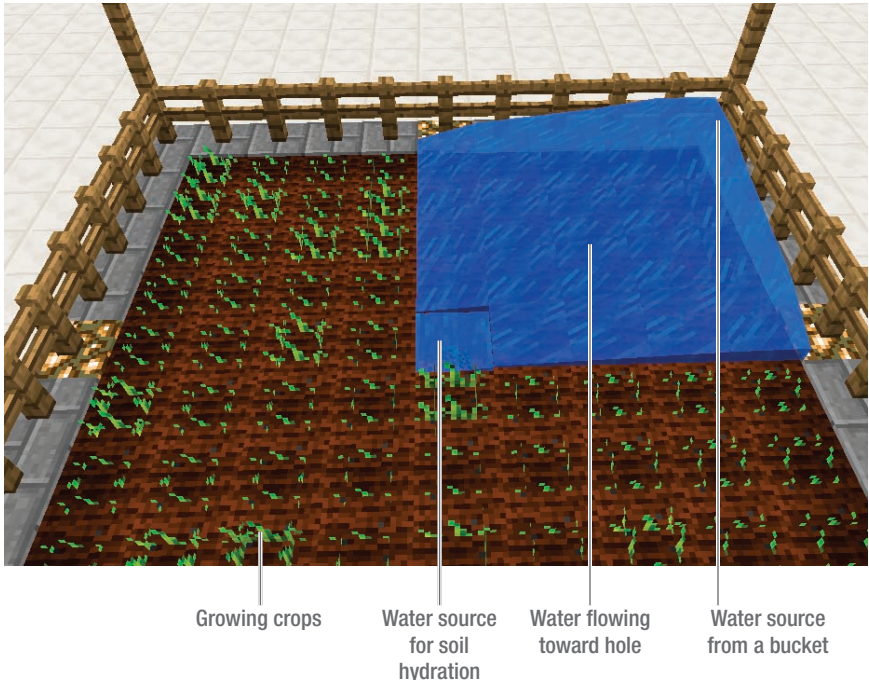 Growing crops
Water source
for soil
hydration
Water flowing
toward hole
Water source
from a bucket